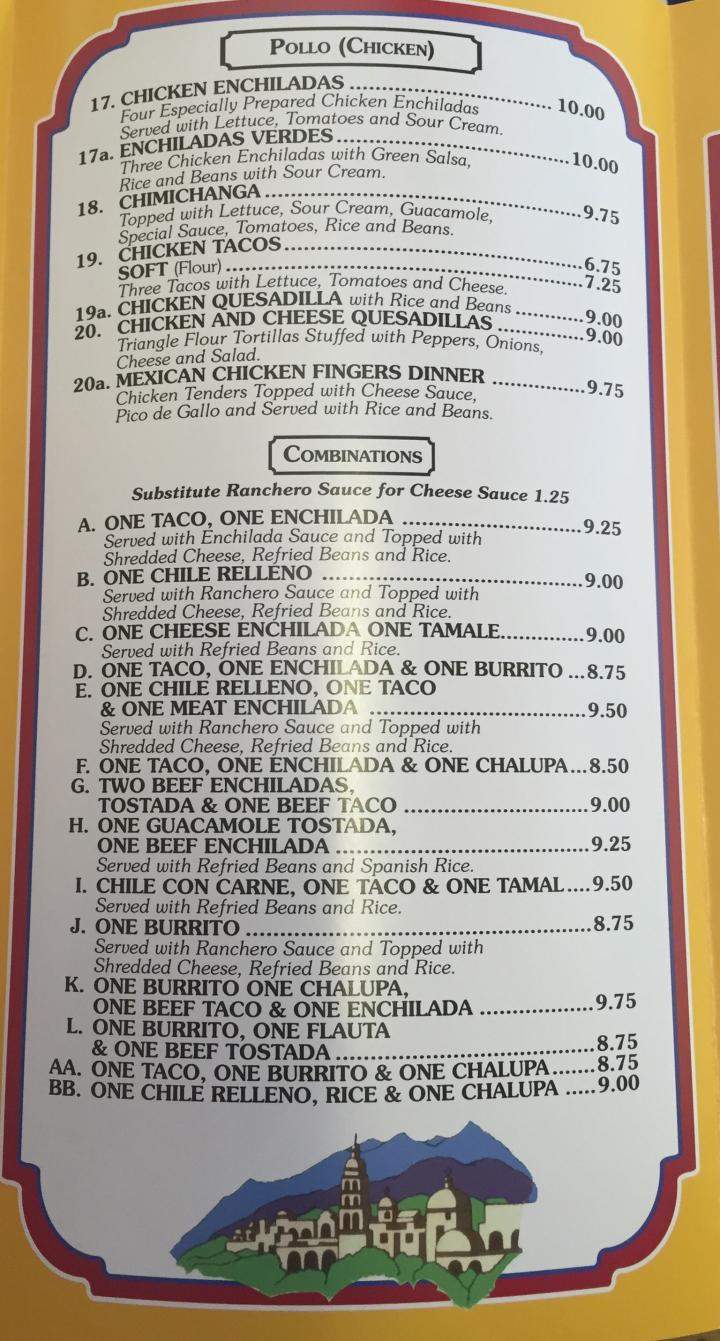 POLLO (CHICKEN)
17. CHICKEN ENCHILADAS ........................ 10.00
Four Especially Prepared Chicken Enchiladas
Served with Lettuce, Tomatoes and Sour Cream.
17a. ENCHILADAS VERDES ........................ 10.00
Three Chicken Enchiladas with Green Salsa,
Rice and Beans with Sour Cream.
18. CHIMICHANGA ........................ 9.75
Topped with Lettuce, Sour Cream, Guacamole,
Special Sauce, Tomatoes, Rice and Beans.
19. CHICKEN TACOS ........................ 6.75
SOFT (Flour) ........................ 7.25
Three Tacos with Lettuce, Tomatoes and Cheese.
19a. CHICKEN QUESADILLA with Rice and Beans ............ 9.00
20. CHICKEN AND CHEESE QUESADILLAS ............ 9.00
Triangle Flour Tortillas Stuffed with Peppers, Onions,
Cheese and Salad.
20a. MEXICAN CHICKEN FINGERS DINNER ............ 9.75
Chicken Tenders Topped with Cheese Sauce,
Pico de Gallo and Served with Rice and Beans.
COMBINATIONS
Substitute Ranchero Sauce for Cheese Sauce 1.25
A. ONE TACO, ONE ENCHILADA ........................ 9.25
Served with Enchilada Sauce and Topped with
Shredded Cheese, Refried Beans and Rice.
B. ONE CHILE RELLENO ........................ 9.00
Served with Ranchero Sauce and Topped with
Shredded Cheese, Refried Beans and Rice.
C. ONE CHEESE ENCHILADA ONE TAMALE............9.00
Served with Refried Beans and Rice.
D. ONE TACO, ONE ENCHILADA & ONE BURRITO ...8.75
E. ONE CHILE RELLENO, ONE TACO
& ONE MEAT ENCHILADA ........................ 9.50
Served with Ranchero Sauce and Topped with
Shredded Cheese, Refried Beans and Rice.
F. ONE TACO, ONE ENCHILADA & ONE CHALUPA...8.50
G. TWO BEEF ENCHILADAS,
TOSTADA & ONE BEEF TACO ........................ 9.00
H. ONE GUACAMOLE TOSTADA,
ONE BEEF ENCHILADA ........................ 9.25
Served with Refried Beans and Spanish Rice.
I. CHILE CON CARNE, ONE TACO & ONE TAMAL....9.50
Served with Refried Beans and Rice.
J. ONE BURRITO ........................ 8.75
Served with Ranchero Sauce and Topped with
Shredded Cheese, Refried Beans and Rice.
K. ONE BURRITO ONE CHALUPA,
ONE BEEF TACO & ONE ENCHILADA .................9.75
L. ONE BURRITO, ONE FLAUTA
& ONE BEEF TOSTADA ........................ 8.75
AA. ONE TACO, ONE BURRITO & ONE CHALUPA.......8.75
BB. ONE CHILE RELLENO, RICE & ONE CHALUPA .....9.00